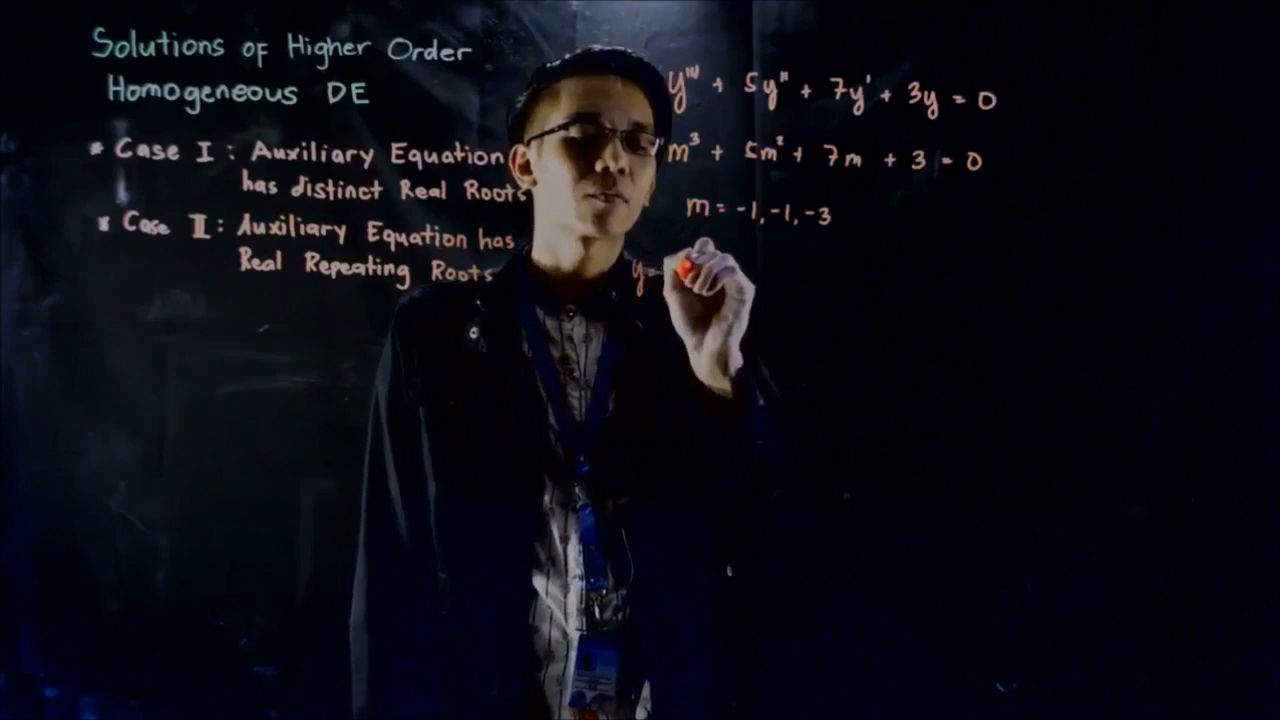 Solutions of Higher Order
Homogeneous DE
* Case I : Auxiliary Equation
has distinct Real Roots
* Case II : Auxiliary Equation has
Real Repeating Roots
y''' + 5y'' + 7y' + 3y = 0
m³ + 5m² + 7m + 3 = 0
m = -1, -1, -3
y =